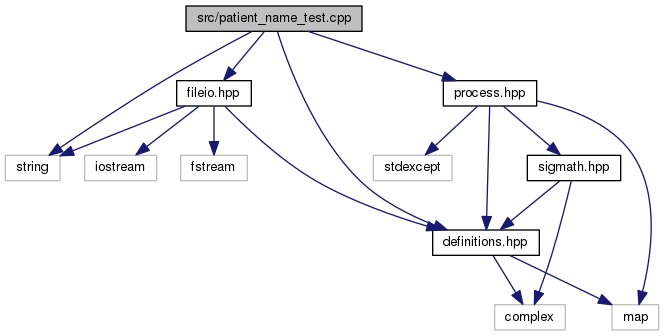 src/patient_name_test.cpp
fileio.hpp
process.hpp
string
iostream
fstream
stdexcept
sigmath.hpp
definitions.hpp
complex
map